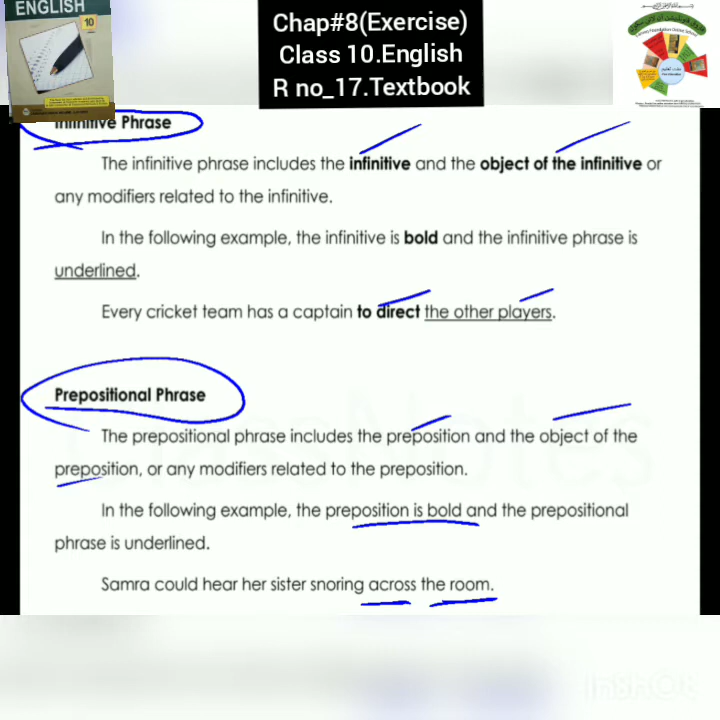 ENGLISH
10
Chap#8(Exercise)
Class 10.English
R no_17.Textbook
Infinitive Phrase
The infinitive phrase includes the infinitive and the object of the infinitive or
any modifiers related to the infinitive.
In the following example, the infinitive is bold and the infinitive phrase is
underlined.
Every cricket team has a captain to direct the other players.
Prepositional Phrase
The prepositional phrase includes the preposition and the object of the
preposition, or any modifiers related to the preposition.
In the following example, the preposition is bold and the prepositional
phrase is underlined.
Samra could hear her sister snoring across the room.